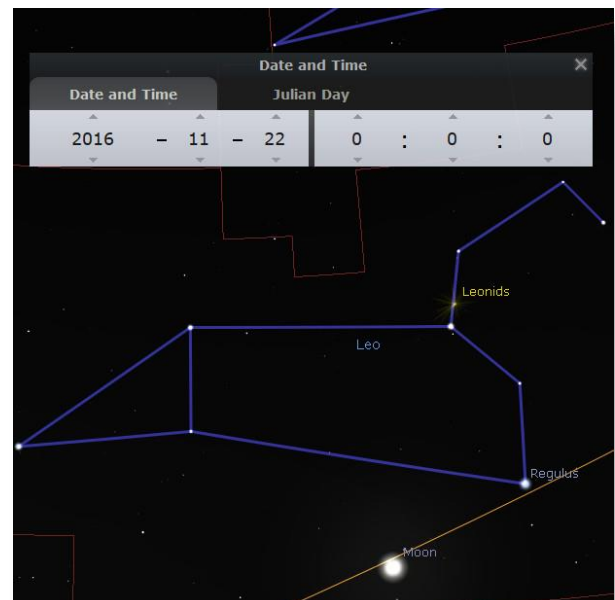 Date and Time
Date and Time Julian Day
2016 – 11 – 22 0 : 0 : 0
Leonids
Leo
Regulus
Moon